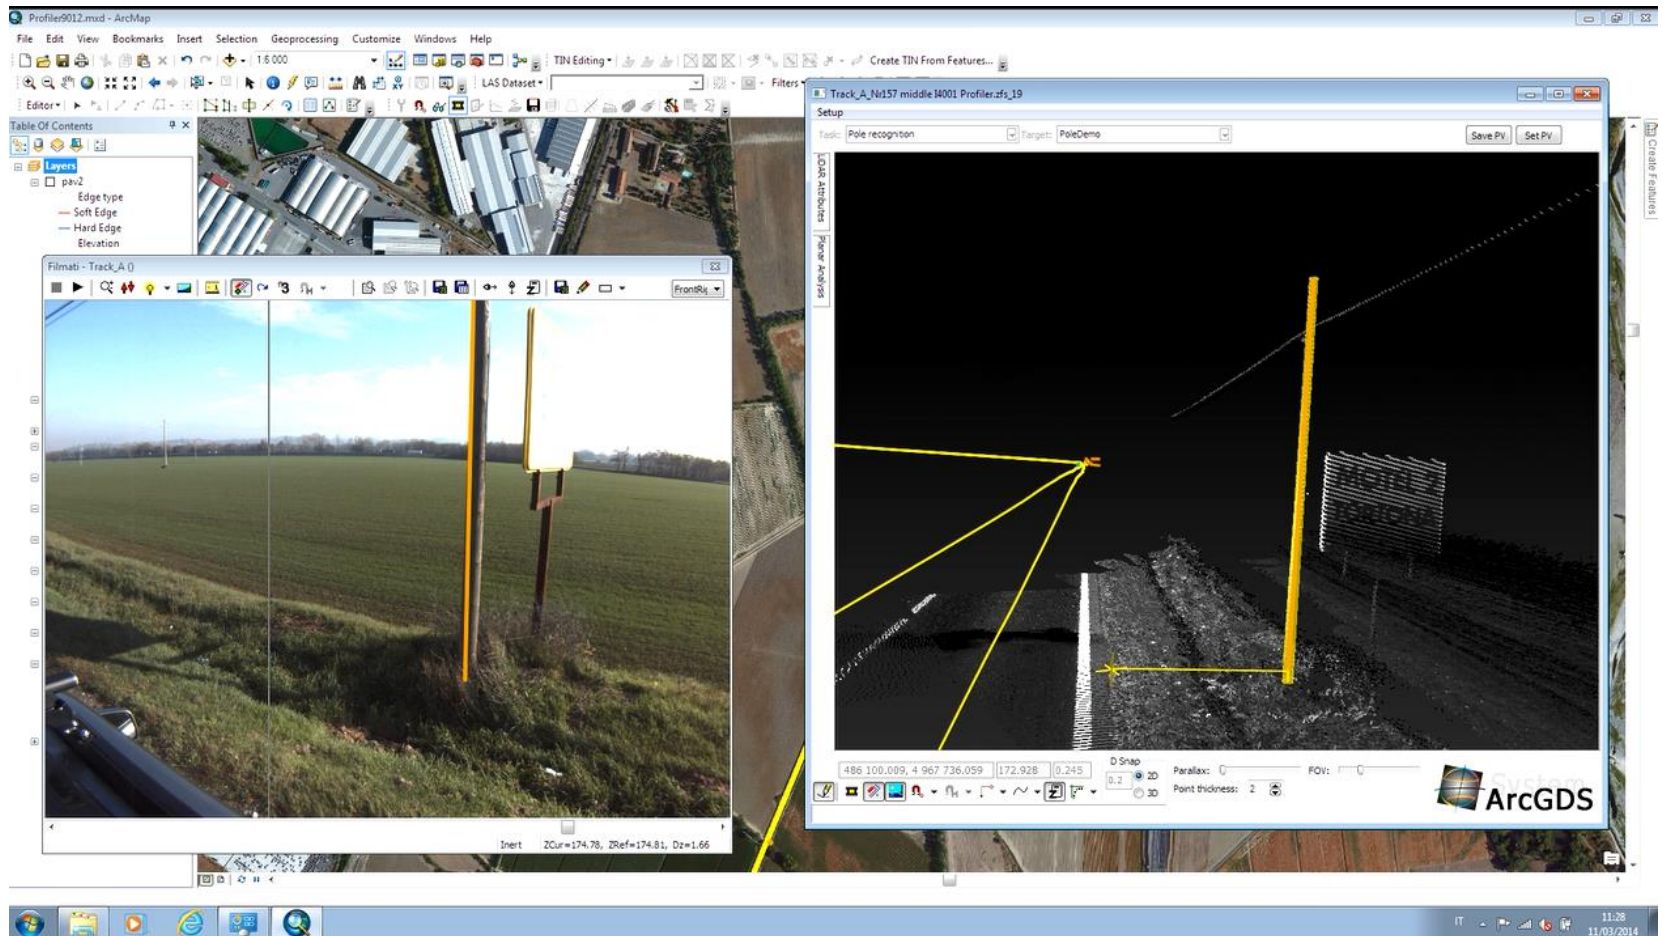 Profiler9012.mxd - ArcMap
File Edit View Bookmarks Insert Selection Geoprocessing Customize Windows Help
1:6 000
TIN Editing
Create TIN From Features...
LAS Dataset
Filters
Editor
Table Of Contents
Layers
pav2
Edge type
Soft Edge
Hard Edge
Elevation
Create Features
Filmati - Track_A ()
FrontRi
Inert ZCur=174.78, ZRef=174.81, Dz=1.66
Track_A_Nr157 middle I4001 Profiler.zfs_19
Setup
Task: Pole recognition Target: PoleDemo Save PV Set PV
LiDAR Attributes
Planar Analysis
486 100.009, 4 967 736.059 172.928 0.245
D Snap
0.2 2D
3D
Parallax: FOV:
Point thickness: 2
System
ArcGDS
IT
11:28
11/03/2014